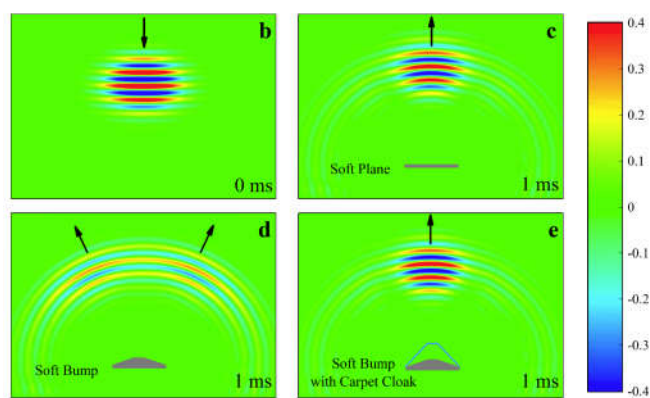 b
0 ms
c
Soft Plane
1 ms
d
Soft Bump
1 ms
e
Soft Bump
with Carpet Cloak
1 ms
0.4
0.3
0.2
0.1
0
-0.1
-0.2
-0.3
-0.4